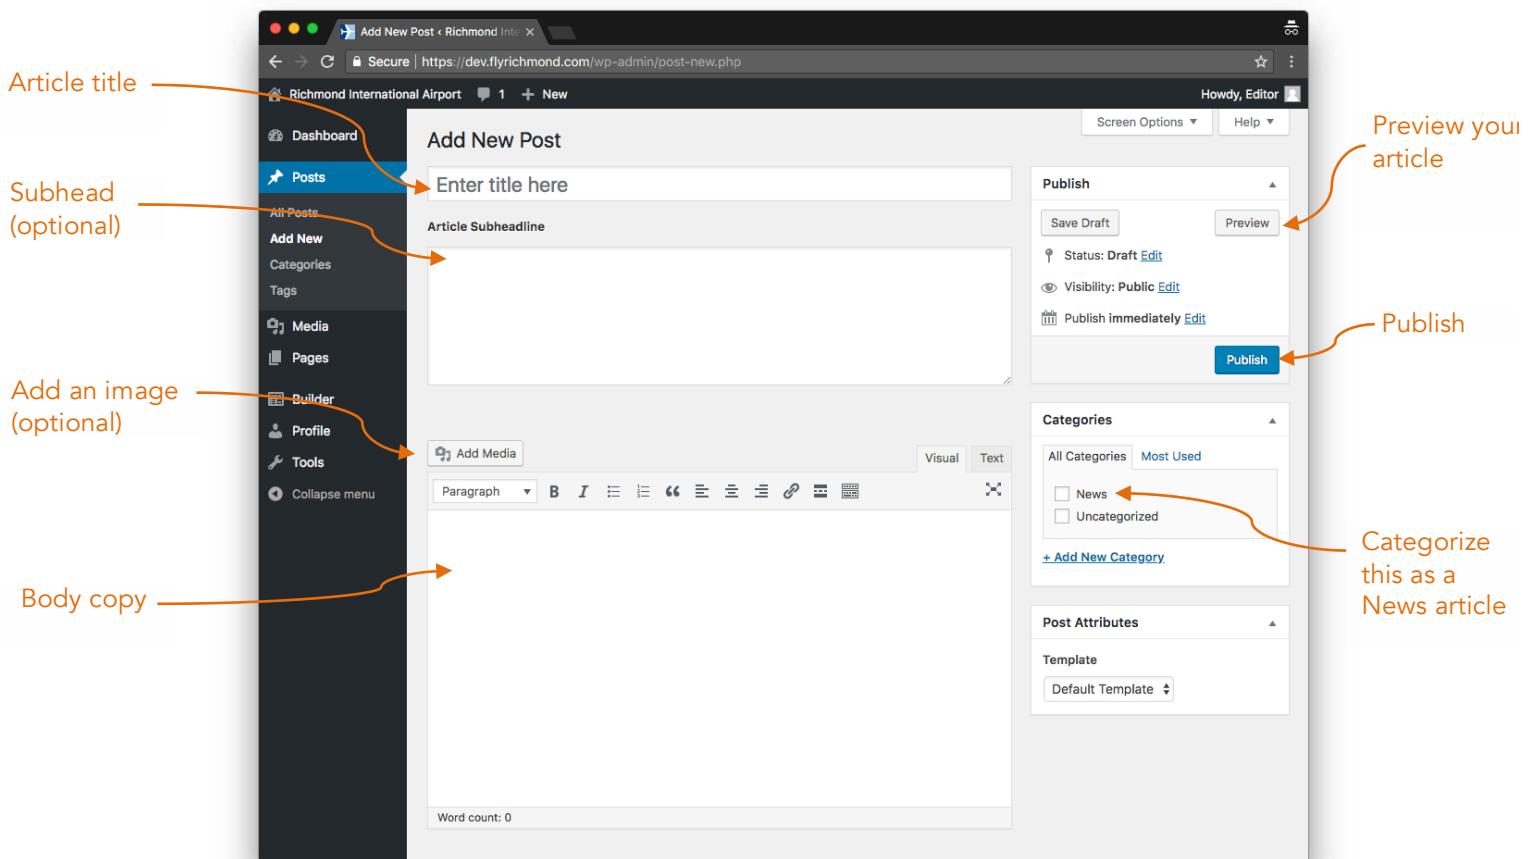 Add New Post ‹ Richmond Inte
Secure | https://dev.flyrichmond.com/wp-admin/post-new.php
Richmond International Airport 1 + New Howdy, Editor
Article title
Subhead
(optional)
Add an image
(optional)
Body copy
Dashboard
Posts
All Posts
Add New
Categories
Tags
Media
Pages
Builder
Profile
Tools
Collapse menu
Screen Options Help
Add New Post
Enter title here
Article Subheadline
Add Media
Visual Text
Paragraph
Word count: 0
Publish
Save Draft Preview
Status: Draft Edit
Visibility: Public Edit
Publish immediately Edit
Publish
Categories
All Categories Most Used
News
Uncategorized
+ Add New Category
Post Attributes
Template
Default Template
Preview your
article
Publish
Categorize
this as a
News article